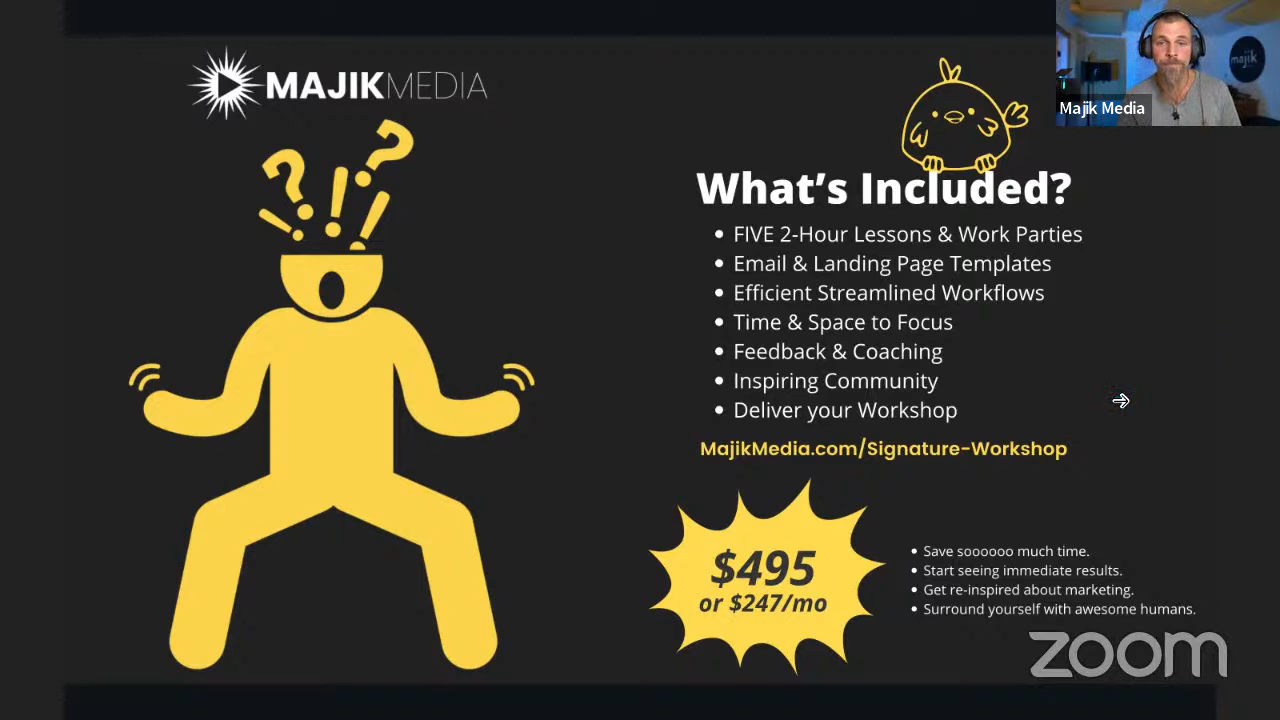 MAJIKMEDIA
majik
Majik Media
? ! ! ? !
What's Included?
• FIVE 2-Hour Lessons & Work Parties
• Email & Landing Page Templates
• Efficient Streamlined Workflows
• Time & Space to Focus
• Feedback & Coaching
• Inspiring Community
• Deliver your Workshop
MajikMedia.com/Signature-Workshop
$495
or $247/mo
• Save soooooo much time.
• Start seeing immediate results.
• Get re-inspired about marketing.
• Surround yourself with awesome humans.
zoom